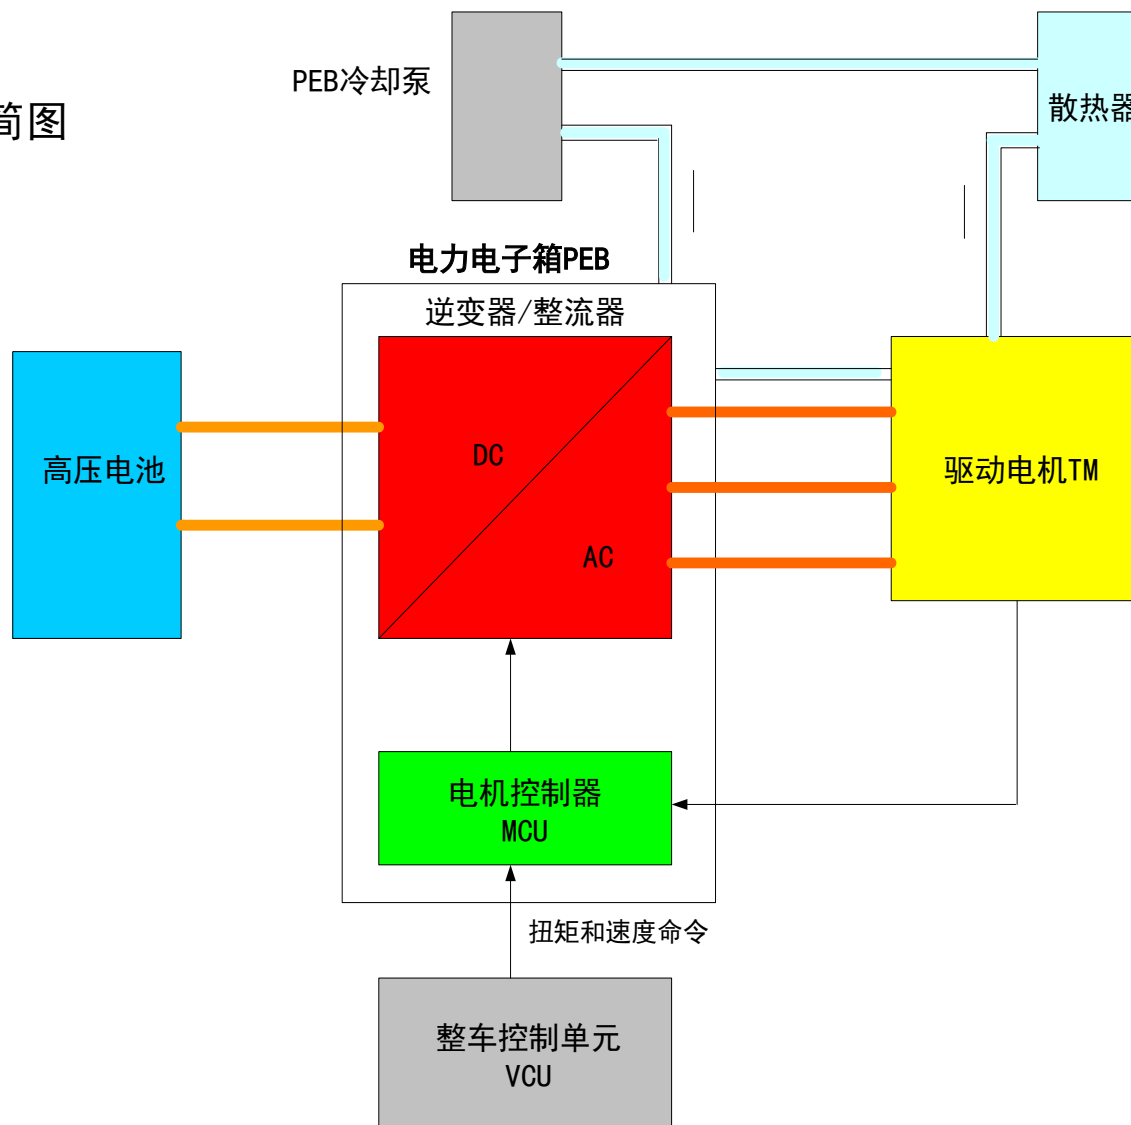 PEB冷却泵
散热器
简图
电力电子箱PEB
逆变器/整流器
高压电池
DC
驱动电机TM
AC
电机控制器
MCU
扭矩和速度命令
整车控制单元
VCU